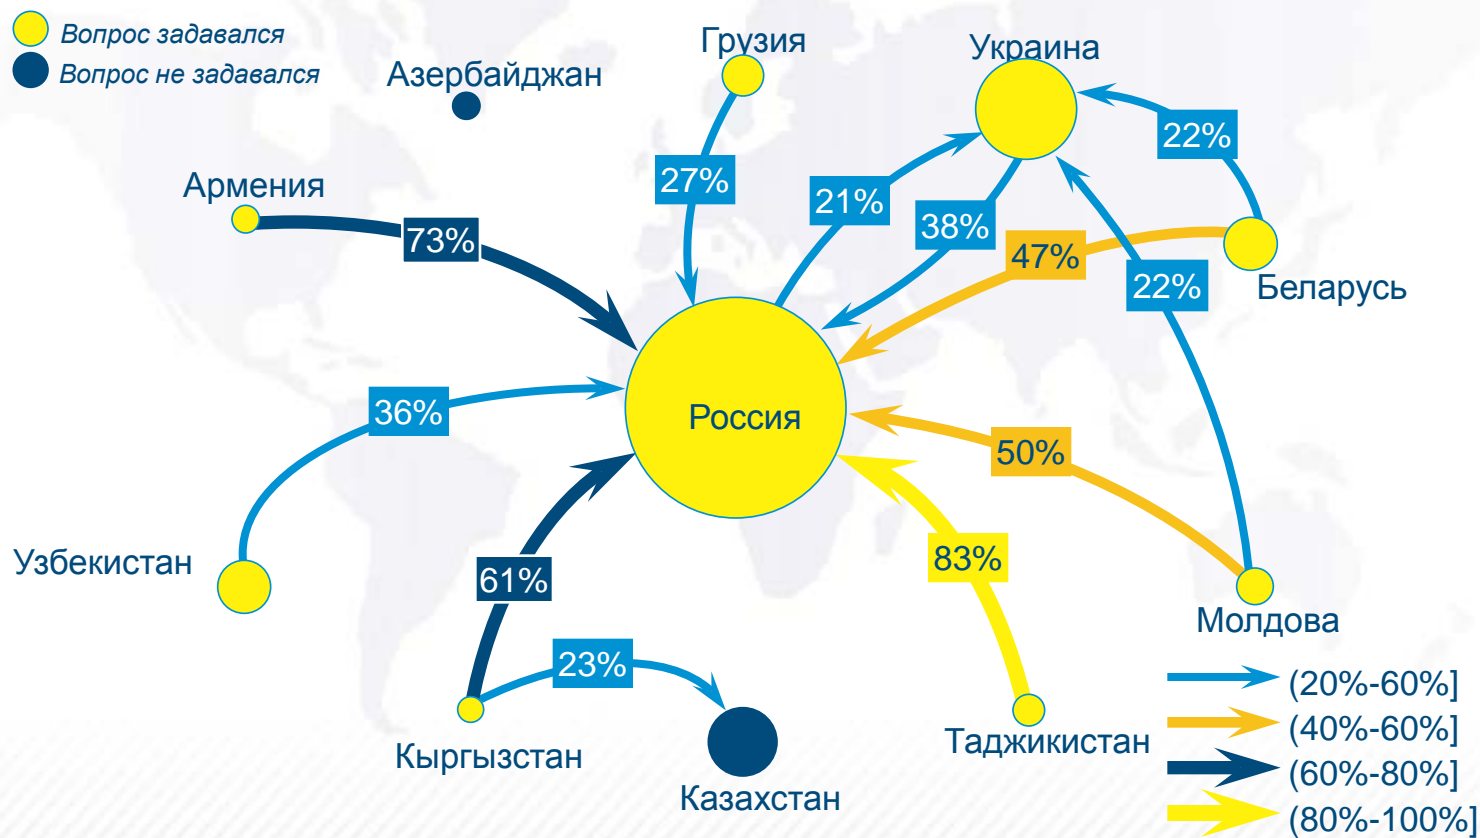 Вопрос задавался
Вопрос не задавался
Азербайджан
Грузия
Украина
22%
Армения
27%
21%
73%
38%
47%
22%
Беларусь
36%
Россия
50%
Узбекистан
61%
83%
Молдова
23%
(20%-60%]
(40%-60%]
Кыргызстан
Таджикистан
(60%-80%]
Казахстан
(80%-100%]